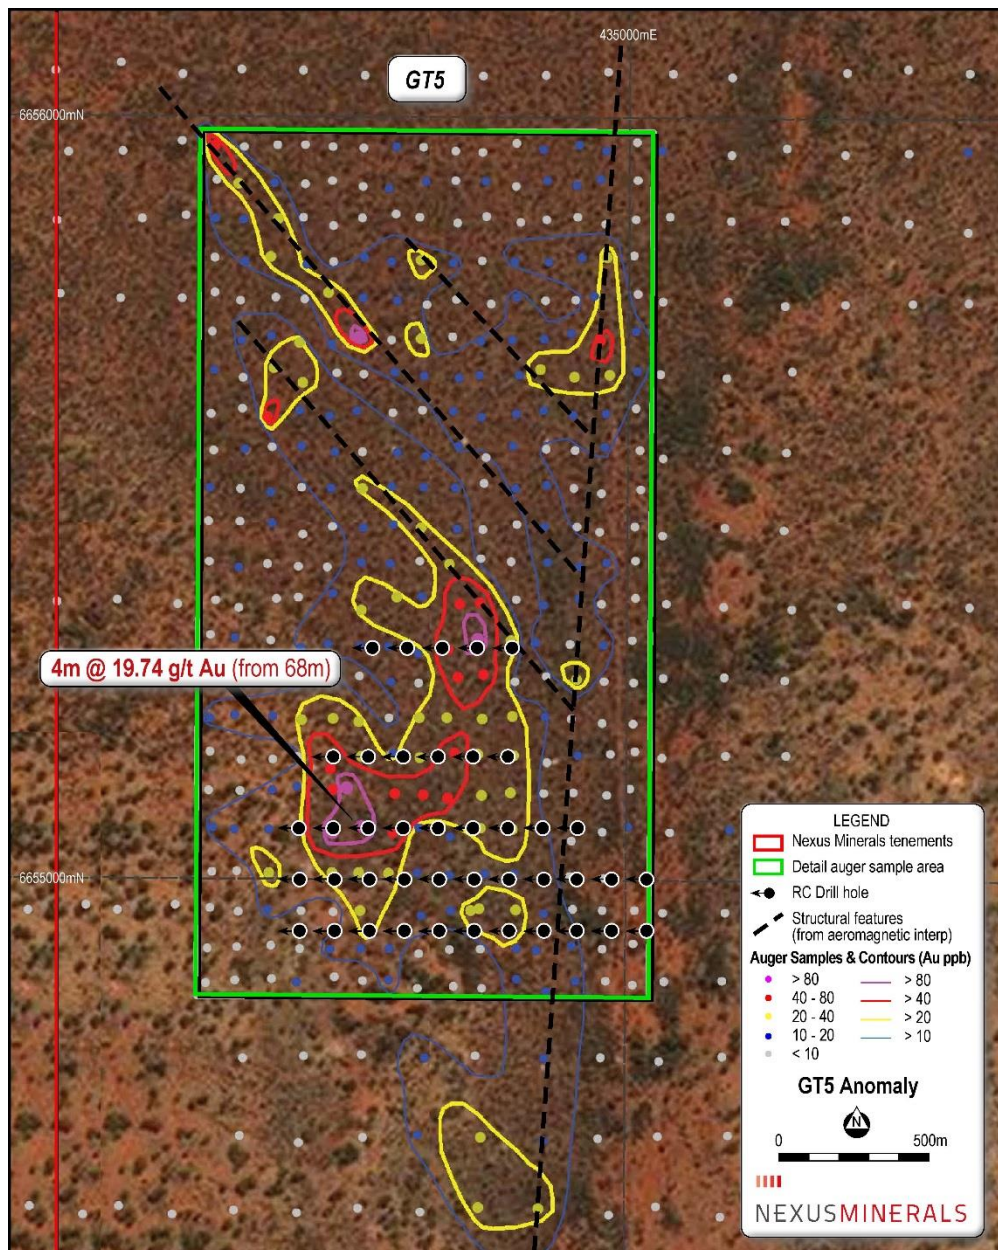 435000mE
GT5
6656000mN
4m @ 19.74 g/t Au (from 68m)
6655000mN
LEGEND
Nexus Minerals tenements
Detail auger sample area
RC Drill hole
Structural features
(from aeromagnetic interp)
Auger Samples & Contours (Au ppb)
> 80 > 80
40 - 80 > 40
20 - 40 > 20
10 - 20 > 10
< 10
GT5 Anomaly
N
0 500m
NEXUSMINERALS